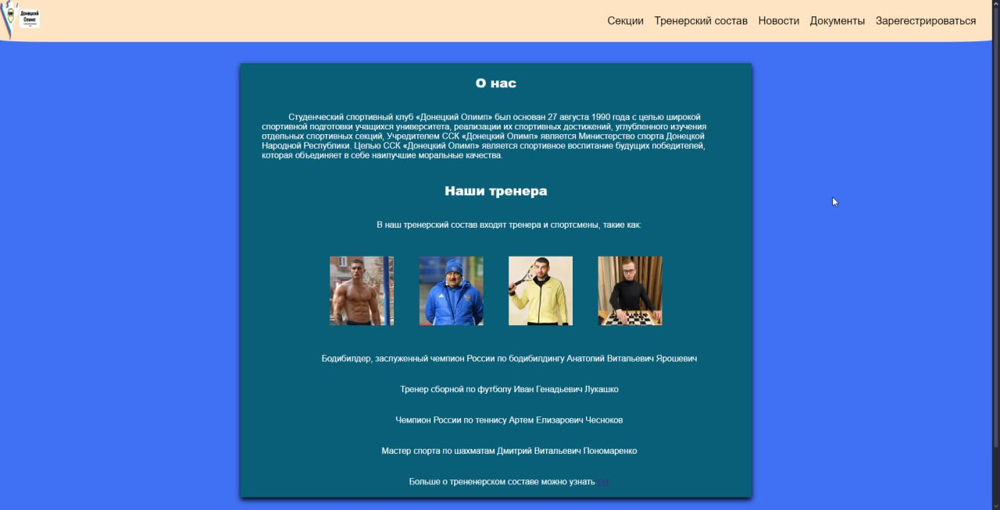 Донецкий
Олимп
Секции Тренерский состав Новости Документы Зарегестрироваться
О нас
Студенческий спортивный клуб «Донецкий Олимп» был основан 27 августа 1990 года с целью широкой
спортивной подготовки учащихся университета, реализации их спортивных достижений, углубленного изучения
отдельных спортивных секций, Учредителем ССК «Донецкий Олимп» является Министерство спорта Донецкой
Народной Республики. Целью ССК «Донецкий Олимп» является спортивное воспитание будущих победителей,
которая объединяет в себе наилучшие моральные качества.
Наши тренера
В наш тренерский состав входят тренера и спортсмены, такие как:
Бодибилдер, заслуженный чемпион России по бодибилдингу Анатолий Витальевич Ярошевич
Тренер сборной по футболу Иван Генадьевич Лукашко
Чемпион России по теннису Артем Елизарович Чесноков
Мастер спорта по шахматам Дмитрий Витальевич Пономаренко
Больше о трененерском составе можно узнать тут